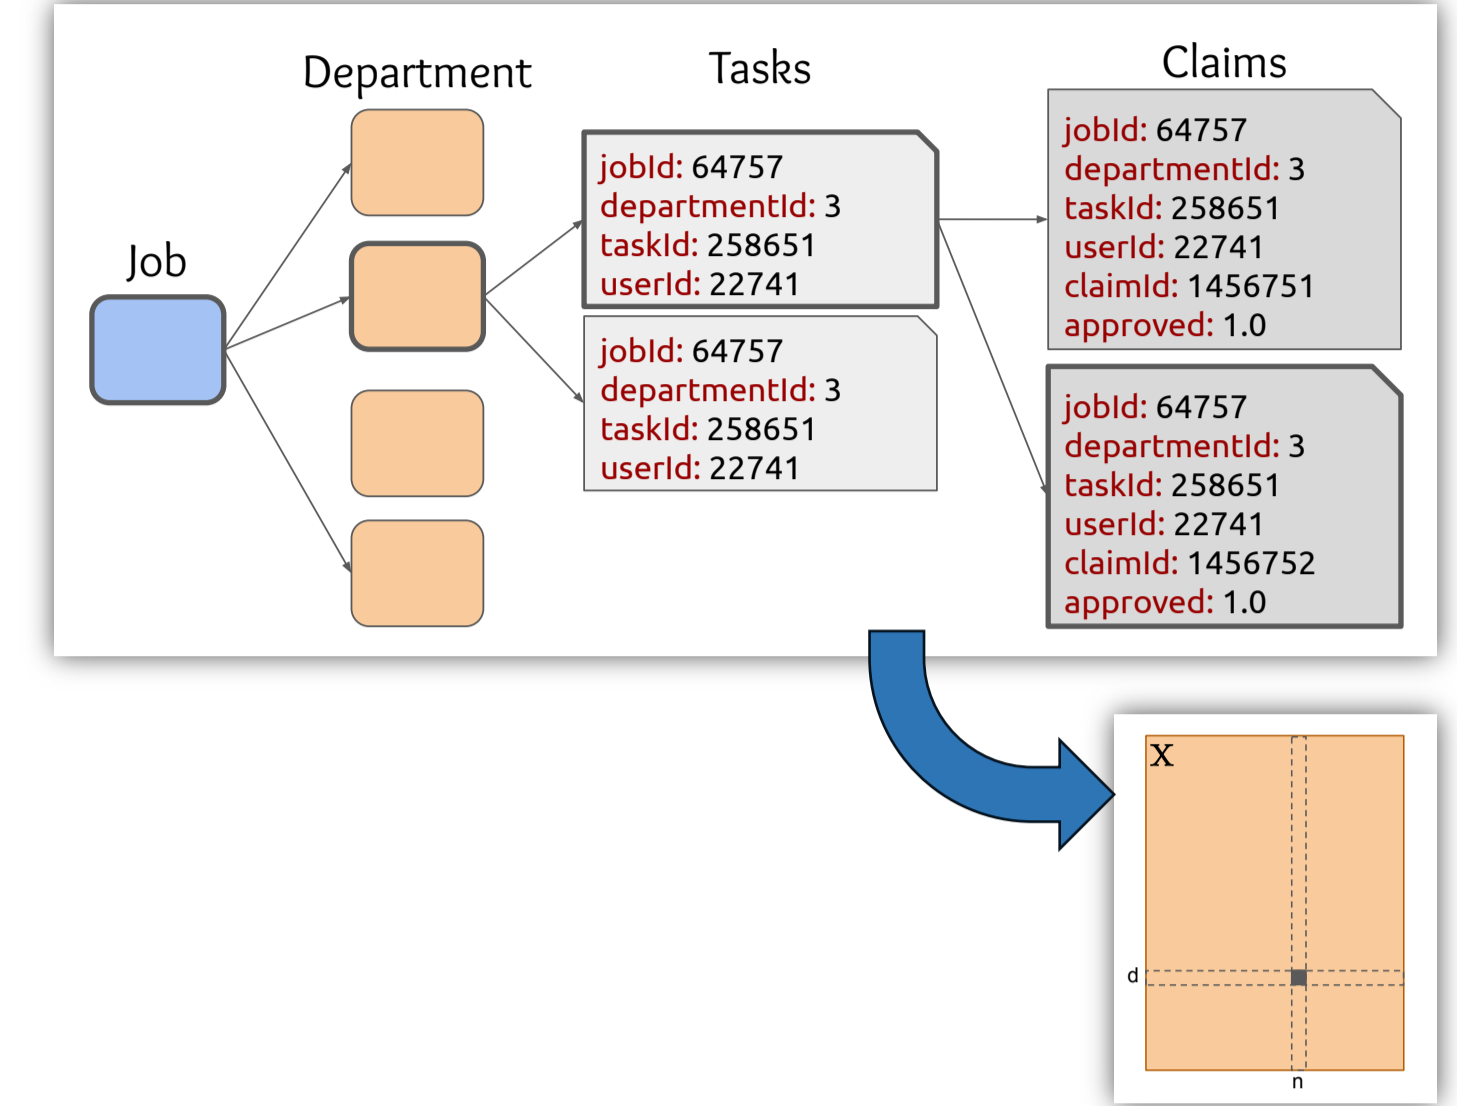 Job
Department
Tasks
jobId: 64757
departmentId: 3
taskId: 258651
userId: 22741
jobId: 64757
departmentId: 3
taskId: 258651
userId: 22741
Claims
jobId: 64757
departmentId: 3
taskId: 258651
userId: 22741
claimId: 1456751
approved: 1.0
jobId: 64757
departmentId: 3
taskId: 258651
userId: 22741
claimId: 1456752
approved: 1.0
X
d
n